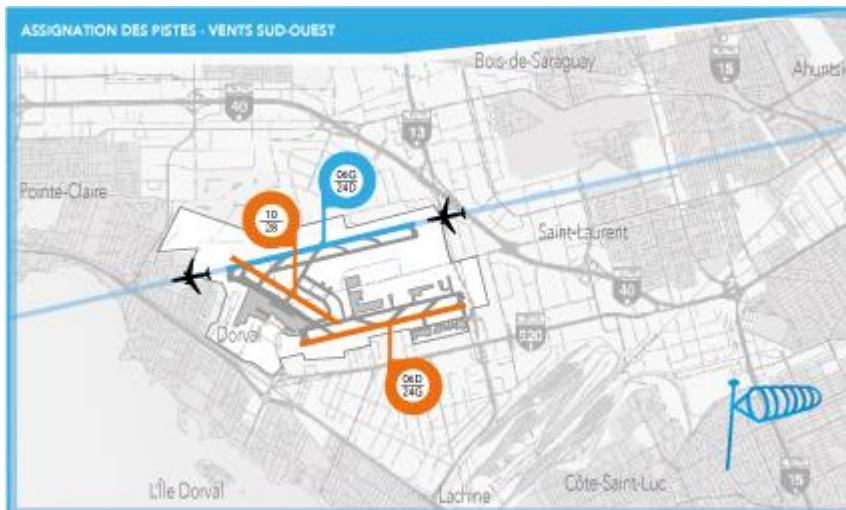 ASSIGNATION DES PISTES - VENTS SUD-OUEST
Bois-de-Saraguay
15
Ahuntsi
40
13
Pointe-Claire
06G
24D
10
28
Saint-Laurent
40
Dorval
520
06D
24G
L'Île Dorval
Lachine
Côte-Saint-Luc
15